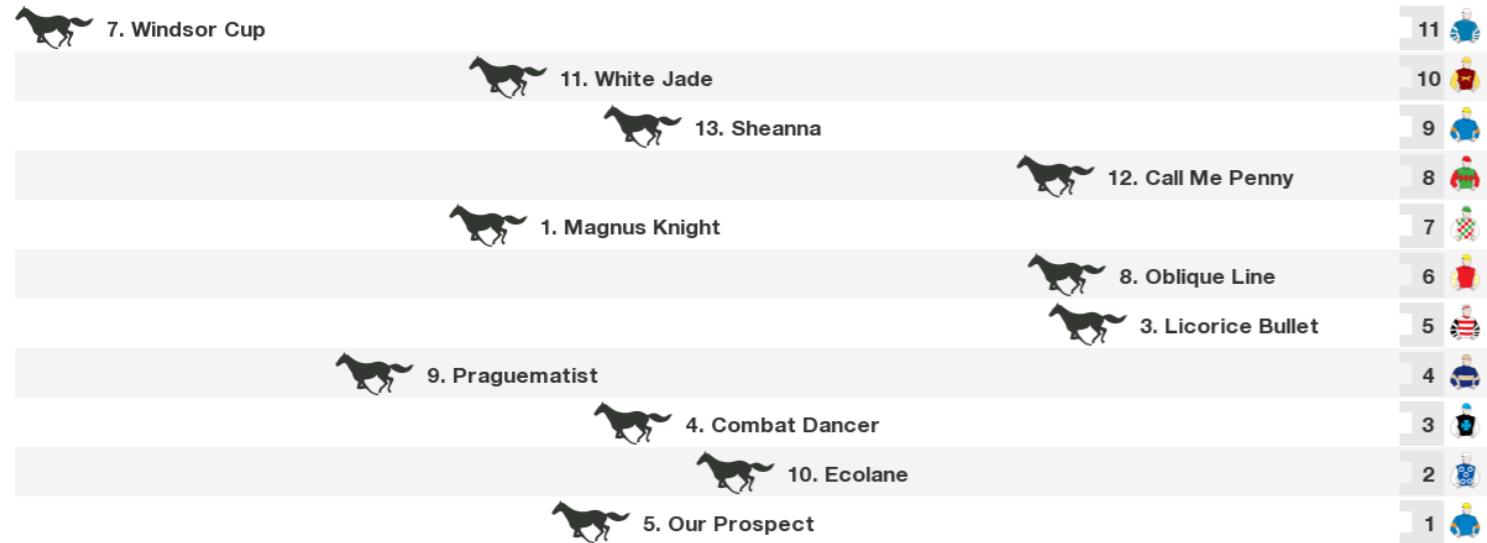 7. Windsor Cup 11
11. White Jade 10
13. Sheanna 9
12. Call Me Penny 8
1. Magnus Knight 7
8. Oblique Line 6
3. Licorice Bullet 5
9. Praguematist 4
4. Combat Dancer 3
10. Ecolane 2
5. Our Prospect 1